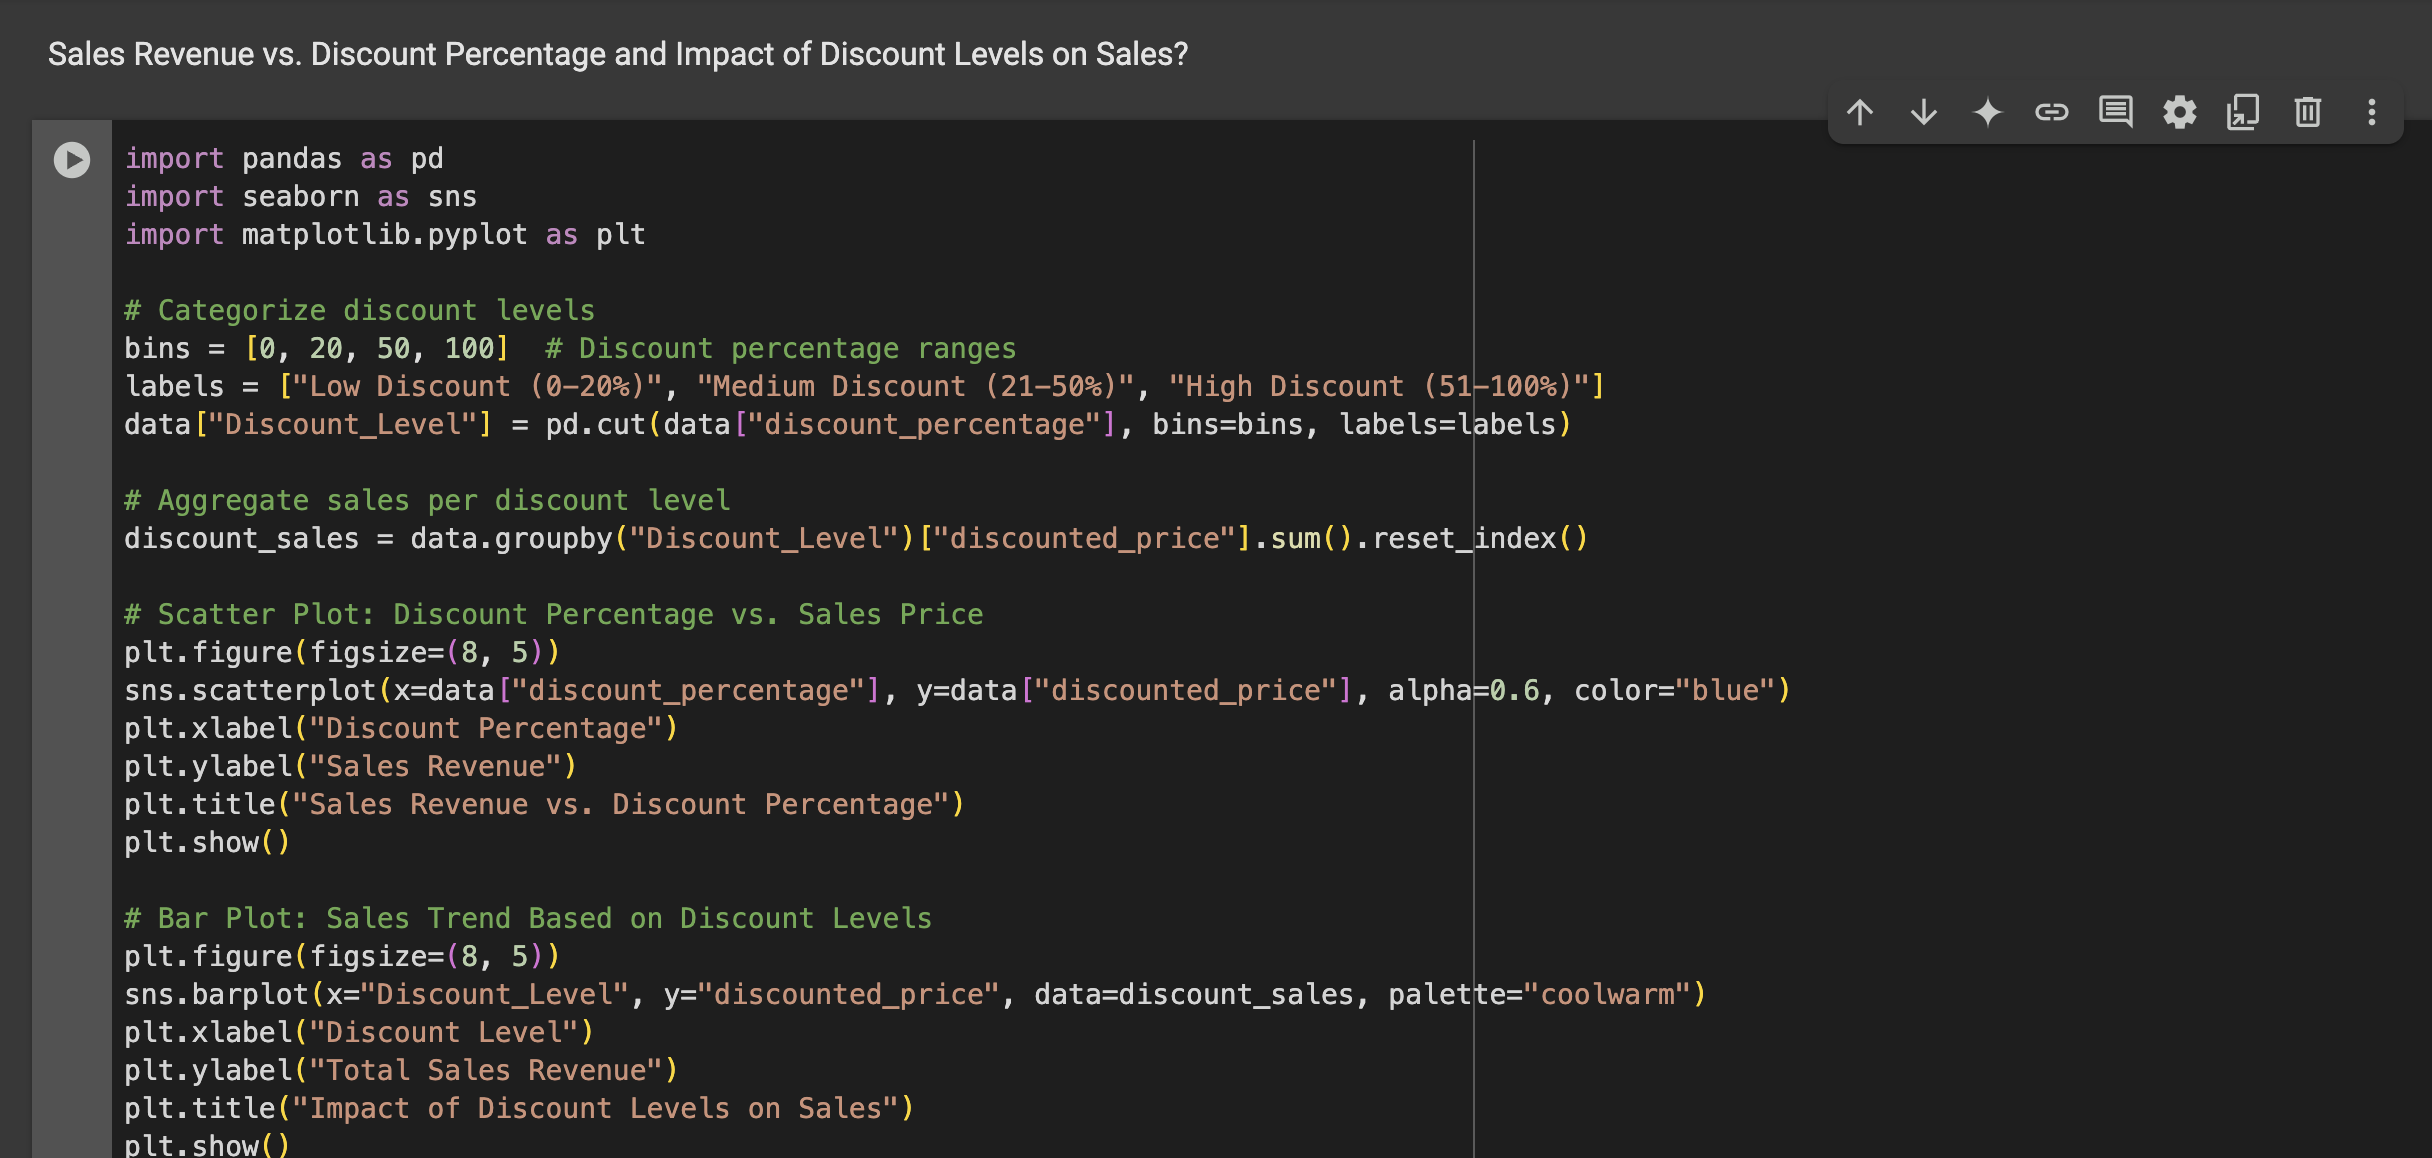 Sales Revenue vs. Discount Percentage and Impact of Discount Levels on Sales?
import pandas as pd
import seaborn as sns
import matplotlib.pyplot as plt
# Categorize discount levels
bins = [0, 20, 50, 100]  # Discount percentage ranges
labels = ["Low Discount (0-20%)", "Medium Discount (21-50%)", "High Discount (51-100%)"]
data["Discount_Level"] = pd.cut(data["discount_percentage"], bins=bins, labels=labels)
# Aggregate sales per discount level
discount_sales = data.groupby("Discount_Level")["discounted_price"].sum().reset_index()
# Scatter Plot: Discount Percentage vs. Sales Price
plt.figure(figsize=(8, 5))
sns.scatterplot(x=data["discount_percentage"], y=data["discounted_price"], alpha=0.6, color="blue")
plt.xlabel("Discount Percentage")
plt.ylabel("Sales Revenue")
plt.title("Sales Revenue vs. Discount Percentage")
plt.show()
# Bar Plot: Sales Trend Based on Discount Levels
plt.figure(figsize=(8, 5))
sns.barplot(x="Discount_Level", y="discounted_price", data=discount_sales, palette="coolwarm")
plt.xlabel("Discount Level")
plt.ylabel("Total Sales Revenue")
plt.title("Impact of Discount Levels on Sales")
plt.show()